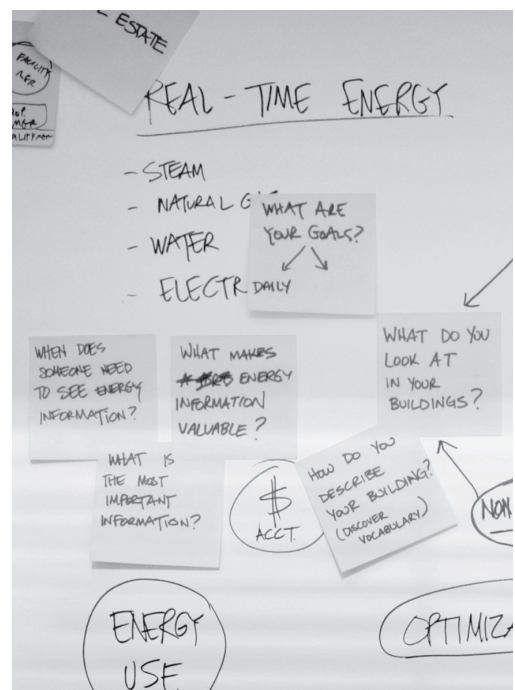 L ESTATE
FACILITY
MGR
REAL - TIME ENERGY
- STEAM
- NATURAL G
- WATER
- ELECTR
WHAT ARE
YOUR GOALS?
DAILY
WHEN DOES
SOMEONE NEED
TO SEE ENERGY
INFORMATION?
WHAT MAKES
ENERGY
INFORMATION
VALUABLE?
WHAT DO YOU
LOOK AT
IN YOUR
BUILDINGS?
WHAT IS
THE MOST
IMPORTANT
INFORMATION?
$
ACCT.
HOW DO YOU
DESCRIBE
YOUR BUILDING?
(DISCOVER
VOCABULARY)
NON
ENERGY
USE
OPTIMIZA